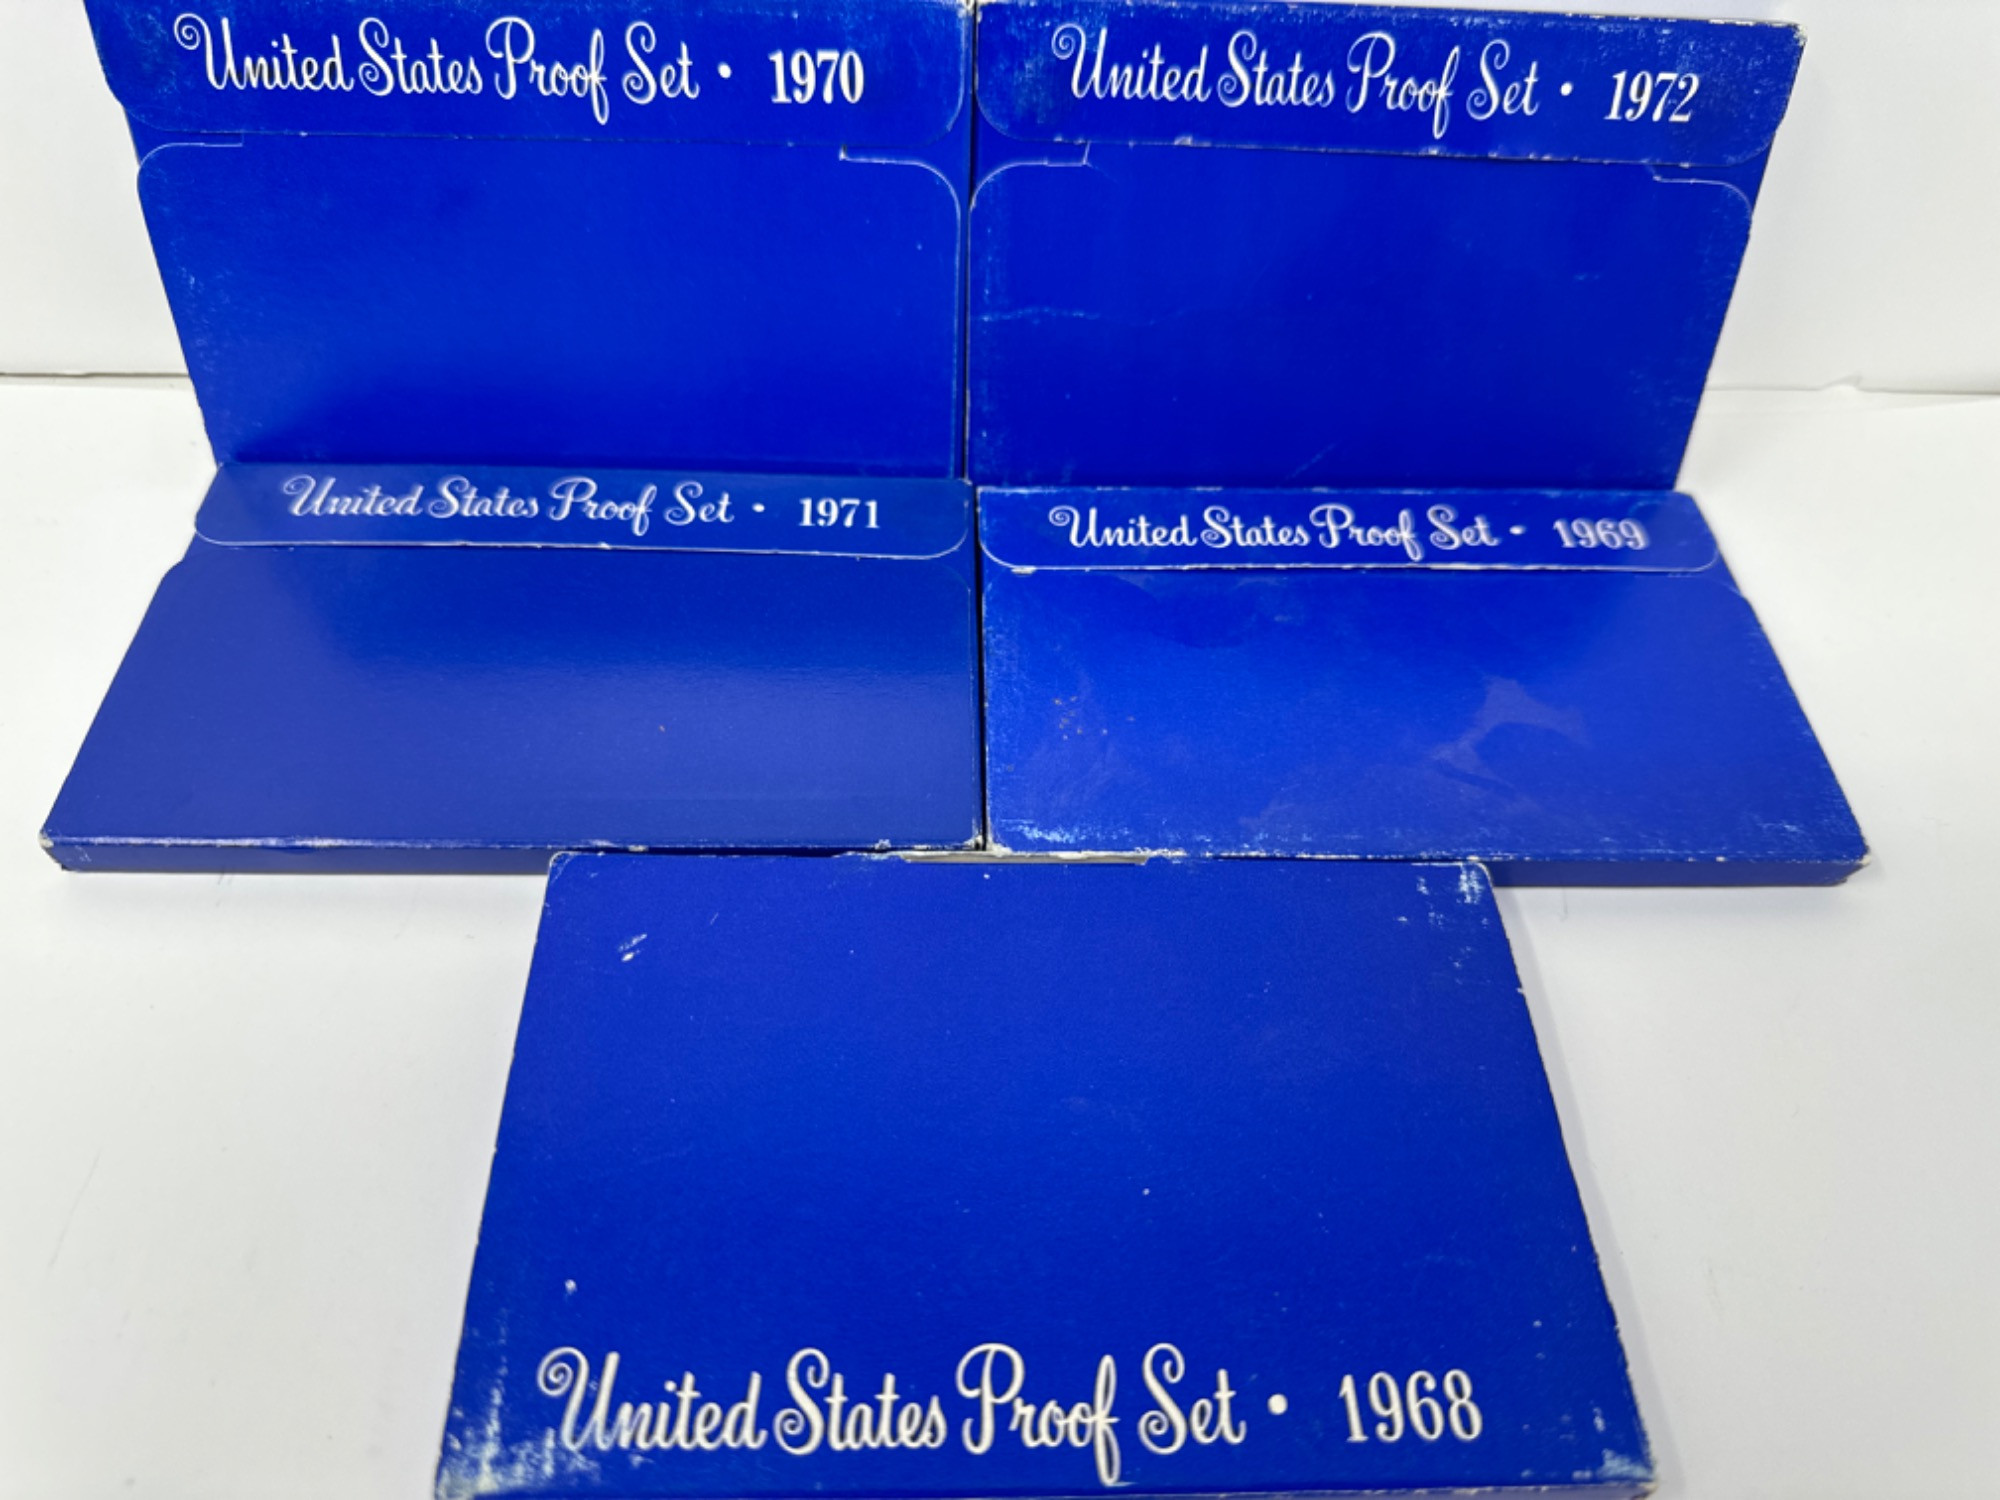 United States Proof Set • 1970
United States Proof Set • 1972
United States Proof Set • 1971
United States Proof Set • 1969
United States Proof Set • 1968